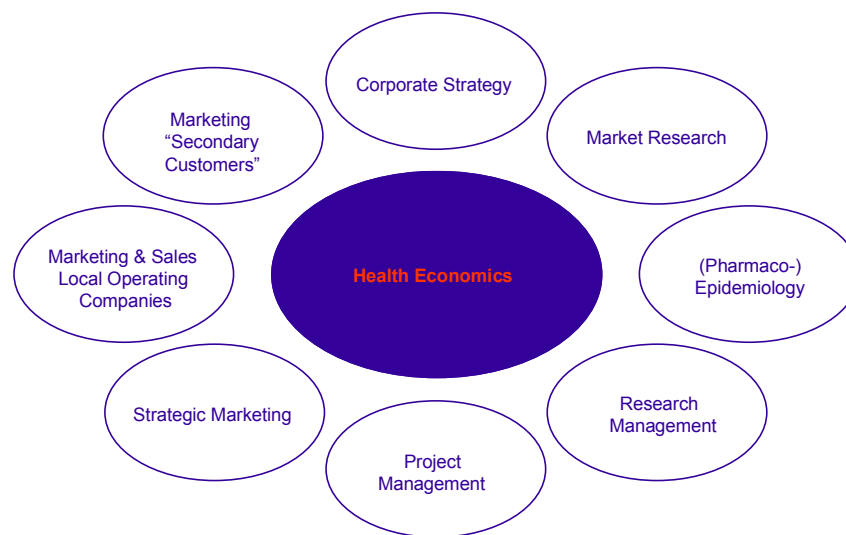 Corporate Strategy
Marketing
“Secondary
Customers”
Market Research
Marketing & Sales
Local Operating
Companies
Health Economics
(Pharmaco-)
Epidemiology
Strategic Marketing
Research
Management
Project
Management